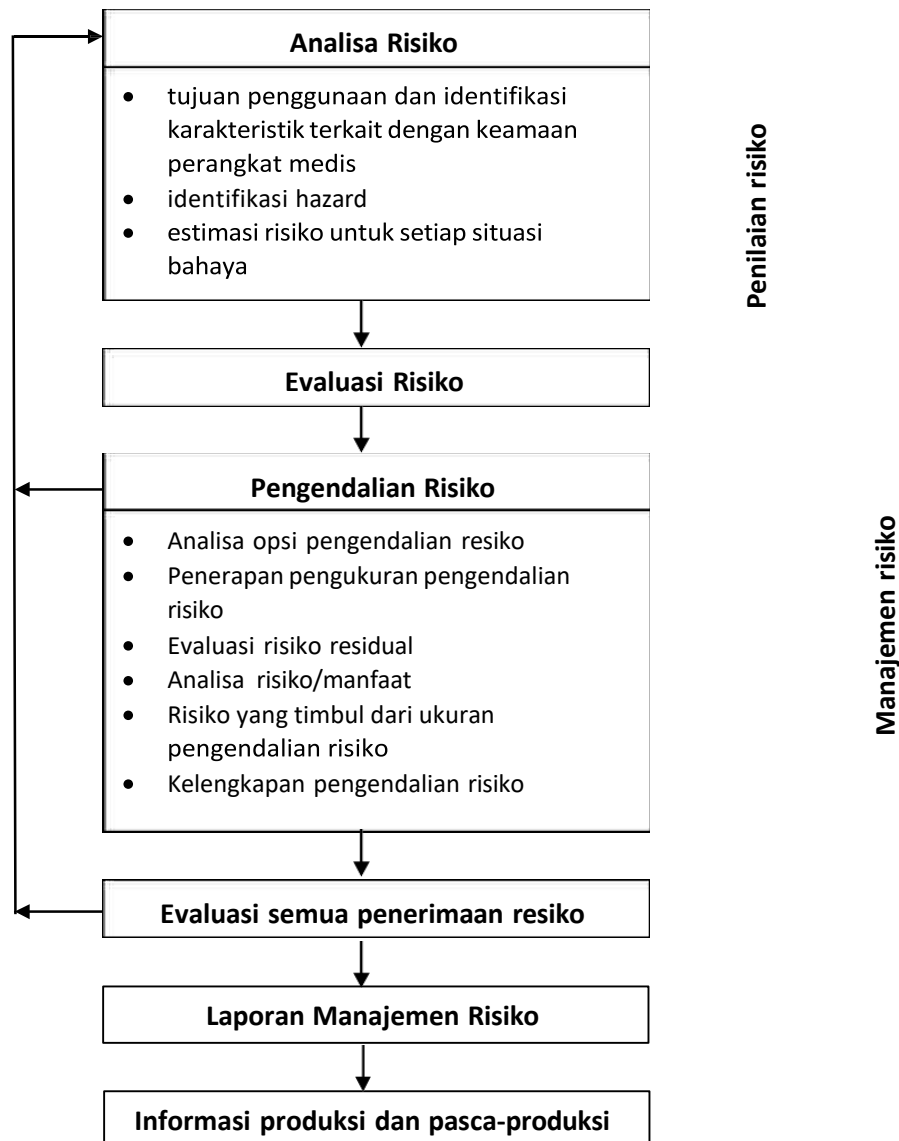 Analisa Risiko
• tujuan penggunaan dan identifikasi
karakteristik terkait dengan keamaan
perangkat medis
• identifikasi hazard
• estimasi risiko untuk setiap situasi
bahaya
Penilaian risiko
Evaluasi Risiko
Pengendalian Risiko
• Analisa opsi pengendalian resiko
• Penerapan pengukuran pengendalian
risiko
• Evaluasi risiko residual
• Analisa risiko/manfaat
• Risiko yang timbul dari ukuran
pengendalian risiko
• Kelengkapan pengendalian risiko
Manajemen risiko
Evaluasi semua penerimaan resiko
Laporan Manajemen Risiko
Informasi produksi dan pasca-produksi